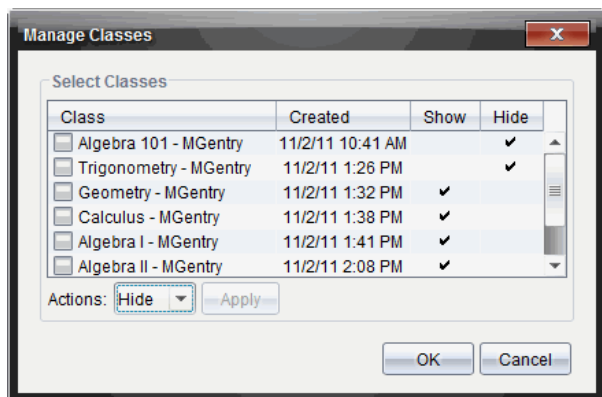 Manage Classes
Select Classes
Class Created Show Hide
Algebra 101 - MGentry 11/2/11 10:41 AM ✔
Trigonometry - MGentry 11/2/11 1:26 PM ✔
Geometry - MGentry 11/2/11 1:32 PM ✔
Calculus - MGentry 11/2/11 1:38 PM ✔
Algebra I - MGentry 11/2/11 1:41 PM ✔
Algebra II - MGentry 11/2/11 2:08 PM ✔
Actions: Hide Apply
OK Cancel